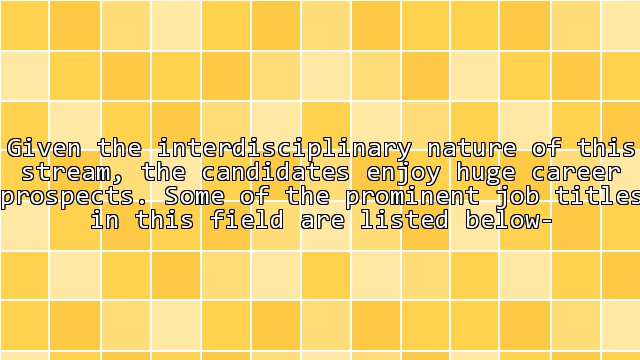 Given the interdisciplinary nature of this
stream, the candidates enjoy huge career
prospects. Some of the prominent job titles
in this field are listed below-